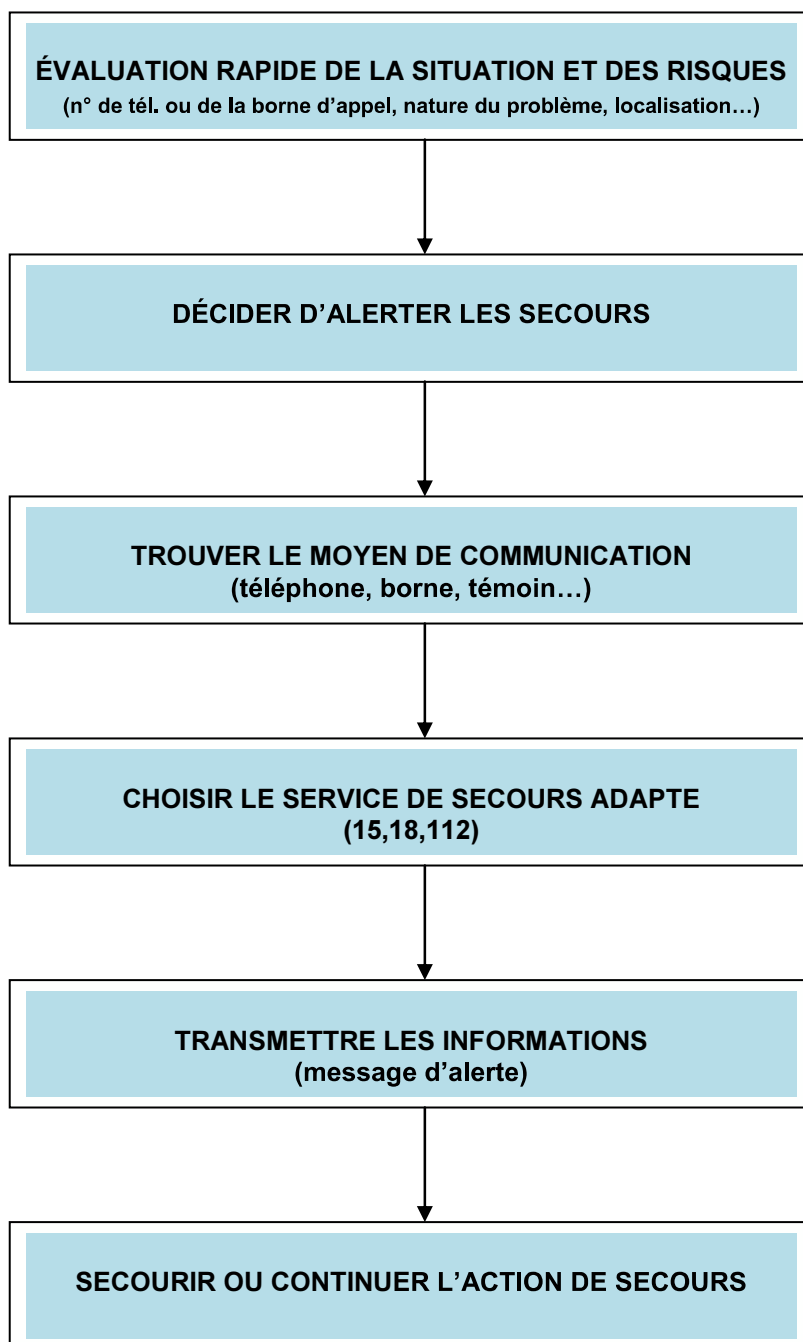 ÉVALUATION RAPIDE DE LA SITUATION ET DES RISQUES
(n° de tél. ou de la borne d’appel, nature du problème, localisation…)
DÉCIDER D’ALERTER LES SECOURS
TROUVER LE MOYEN DE COMMUNICATION
(téléphone, borne, témoin…)
CHOISIR LE SERVICE DE SECOURS ADAPTE
(15,18,112)
TRANSMETTRE LES INFORMATIONS
(message d’alerte)
SECOURIR OU CONTINUER L’ACTION DE SECOURS